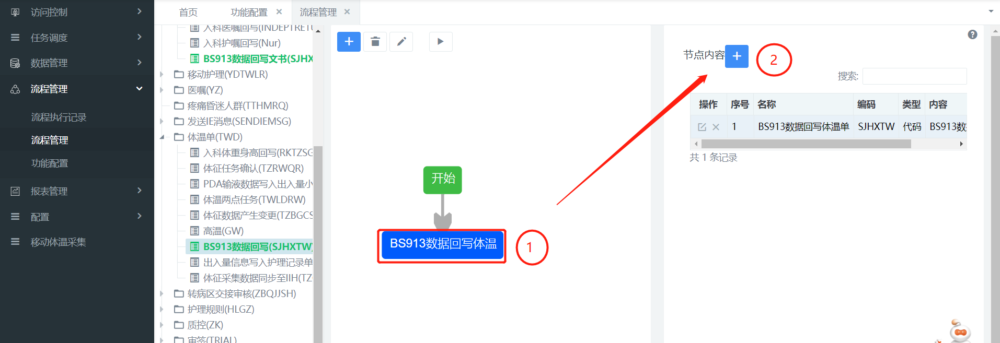 访问控制
任务调度
数据管理
流程管理
流程执行记录
流程管理
功能配置
报表管理
配置
移动体温采集
首页
功能配置
流程管理
入科医嘱回写(INDEPTRETU
入科护嘱回写(Nur)
BS913数据回写文书(SJHX
移动护理(YDTWLR)
医嘱(YZ)
疼痛昏迷人群(TTHMRQ)
发送IE消息(SENDIEMSG)
体温单(TWD)
入科体重身高回写(RKTZSG
体征任务确认(TZRWQR)
PDA输液数据写入出入量小
体温两点任务(TWLDRW)
体征数据产生变更(TZBGCS
高温(GW)
BS913数据回写(SJHXTW)
出入量信息写入护理记录单
体征采集数据同步至IIH(TZ
转病区交接审核(ZBQJJSH)
护理规则(HLGZ)
质控(ZK)
审签(TRIAL)
开始
BS913数据回写体温
1
节点内容
2
搜索:
操作 序号 名称 编码 类型 内容
1 BS913数据回写体温单 SJHXTW 代码 BS913数据
共 1 条记录